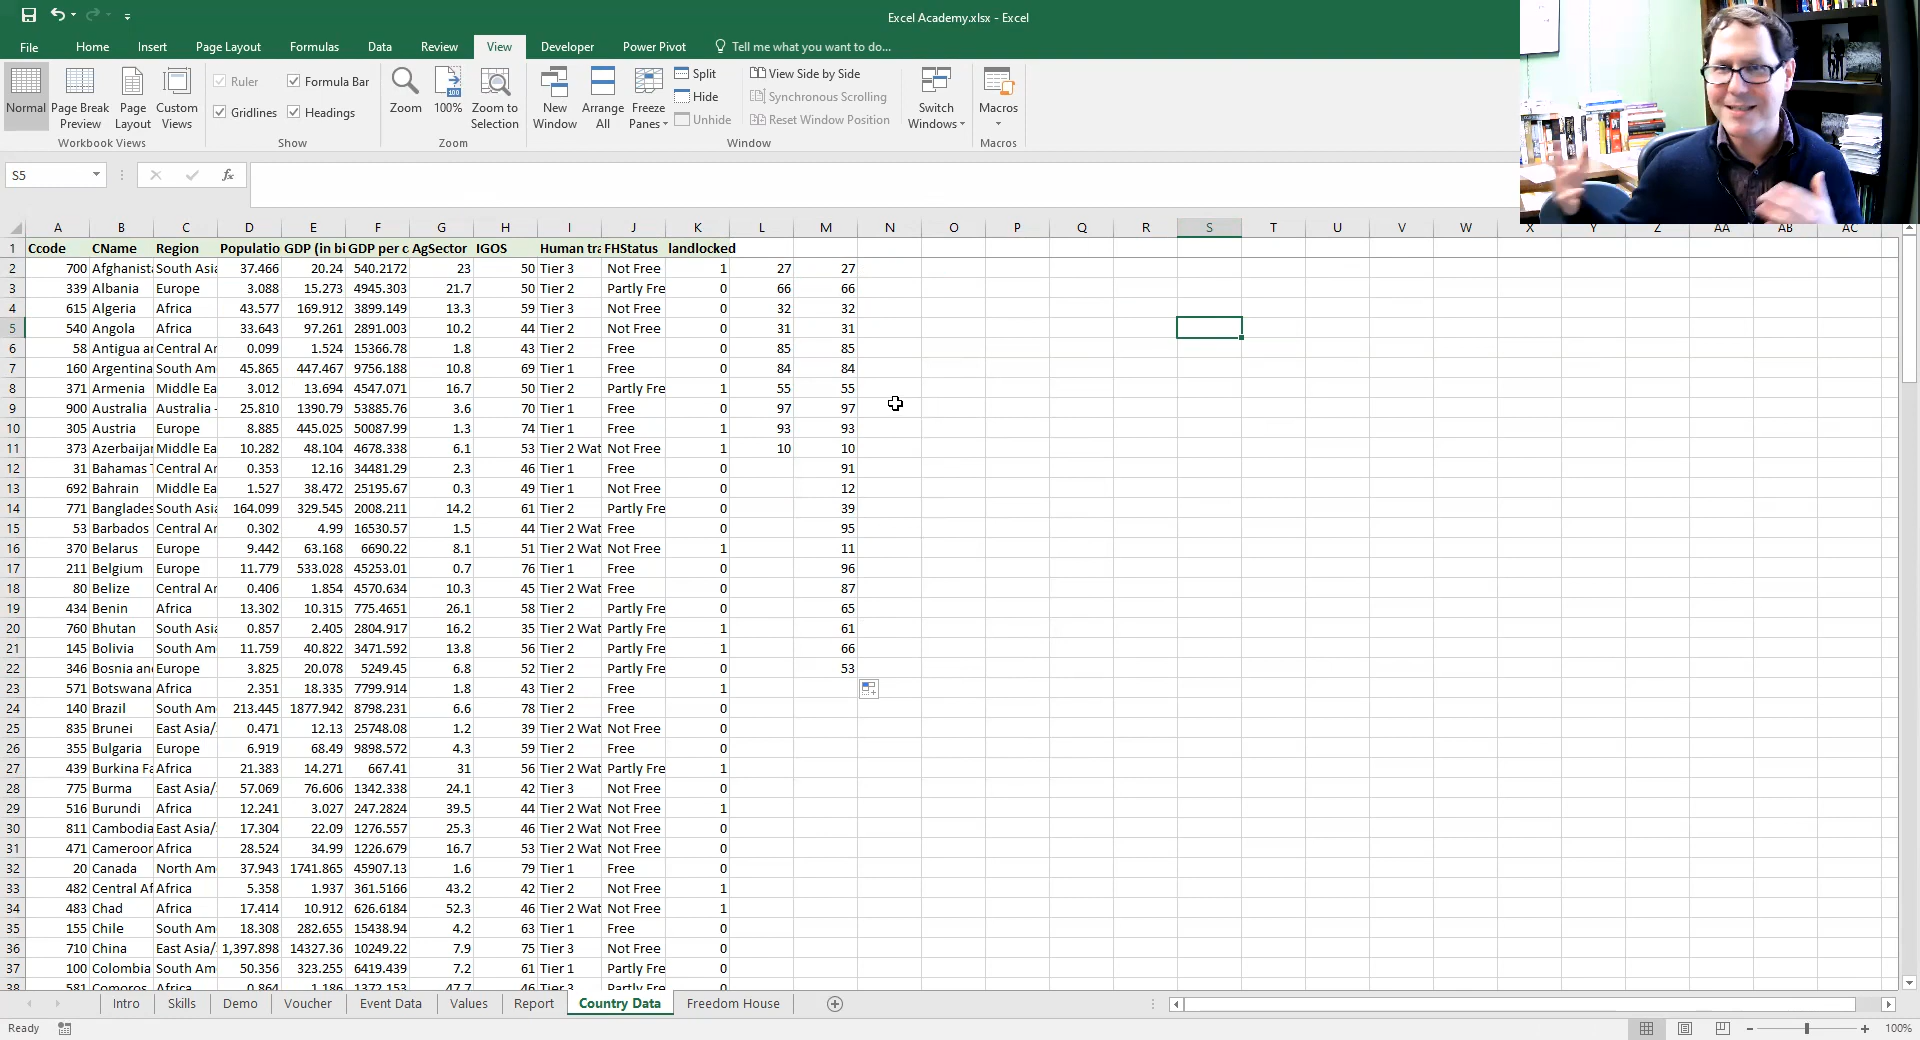 Excel Academy.xlsx - Excel
File Home Insert Page Layout Formulas Data Review View Developer Power Pivot Tell me what you want to do...
Normal Page Break Preview Page Layout Custom Views
Workbook Views
Ruler Formula Bar
Gridlines Headings
Show
Zoom 100% Zoom to Selection
Zoom
New Window Arrange All Freeze Panes
Split
Hide
Unhide
View Side by Side
Synchronous Scrolling
Reset Window Position
Switch Windows
Window
Macros
Macros
S5 fx
A B C D E F G H I J K L M N O P Q R S T U V W X Y Z AA AB AC
1 Ccode CName Region Populatio GDP (in bi GDP per c AgSector IGOS Human tra FHStatus landlocked
2 700 Afghanista South Asia 37.466 20.24 540.2172 23 50 Tier 3 Not Free 1 27 27
3 339 Albania Europe 3.088 15.273 4945.303 21.7 50 Tier 2 Partly Fre 0 66 66
4 615 Algeria Africa 43.577 169.912 3899.149 13.3 59 Tier 3 Not Free 0 32 32
5 540 Angola Africa 33.643 97.261 2891.003 10.2 44 Tier 2 Not Free 0 31 31
6 58 Antigua an Central Am 0.099 1.524 15366.78 1.8 43 Tier 2 Free 0 85 85
7 160 Argentina South Am 45.865 447.467 9756.188 10.8 69 Tier 1 Free 0 84 84
8 371 Armenia Middle Ea 3.012 13.694 4547.071 16.7 50 Tier 2 Partly Fre 1 55 55
9 900 Australia Australia - 25.810 1390.79 53885.76 3.6 70 Tier 1 Free 0 97 97
10 305 Austria Europe 8.885 445.025 50087.99 1.3 74 Tier 1 Free 1 93 93
11 373 Azerbaijan Middle Ea 10.282 48.104 4678.338 6.1 53 Tier 2 Wat Not Free 1 10 10
12 31 Bahamas T Central Am 0.353 12.16 34481.29 2.3 46 Tier 1 Free 0 91
13 692 Bahrain Middle Ea 1.527 38.472 25195.67 0.3 49 Tier 1 Not Free 0 12
14 771 Banglades South Asia 164.099 329.545 2008.211 14.2 61 Tier 2 Partly Fre 0 39
15 53 Barbados Central Am 0.302 4.99 16530.57 1.5 44 Tier 2 Wat Free 0 95
16 370 Belarus Europe 9.442 63.168 6690.22 8.1 51 Tier 2 Wat Not Free 1 11
17 211 Belgium Europe 11.779 533.028 45253.01 0.7 76 Tier 1 Free 0 96
18 80 Belize Central Am 0.406 1.854 4570.634 10.3 45 Tier 2 Wat Free 0 87
19 434 Benin Africa 13.302 10.315 775.4651 26.1 58 Tier 2 Partly Fre 0 65
20 760 Bhutan South Asia 0.857 2.405 2804.917 16.2 35 Tier 2 Wat Partly Fre 1 61
21 145 Bolivia South Am 11.759 40.822 3471.592 13.8 56 Tier 2 Partly Fre 1 66
22 346 Bosnia and Europe 3.825 20.078 5249.45 6.8 52 Tier 2 Partly Fre 0 53
23 571 Botswana Africa 2.351 18.335 7799.914 1.8 43 Tier 2 Free 1
24 140 Brazil South Am 213.445 1877.942 8798.231 6.6 78 Tier 2 Free 0
25 835 Brunei East Asia/ 0.471 12.13 25748.08 1.2 39 Tier 2 Wat Not Free 0
26 355 Bulgaria Europe 6.919 68.49 9898.572 4.3 59 Tier 2 Free 0
27 439 Burkina Fa Africa 21.383 14.271 667.41 31 56 Tier 2 Wat Partly Fre 1
28 775 Burma East Asia/ 57.069 76.606 1342.338 24.1 42 Tier 3 Not Free 0
29 516 Burundi Africa 12.241 3.027 247.2824 39.5 44 Tier 2 Wat Not Free 1
30 811 Cambodia East Asia/ 17.304 22.09 1276.557 25.3 46 Tier 2 Wat Not Free 0
31 471 Cameroon Africa 28.524 34.99 1226.679 16.7 53 Tier 2 Wat Not Free 0
32 20 Canada North Am 37.943 1741.865 45907.13 1.6 79 Tier 1 Free 0
33 482 Central Af Africa 5.358 1.937 361.5166 43.2 42 Tier 2 Not Free 1
34 483 Chad Africa 17.414 10.912 626.6184 52.3 46 Tier 2 Wat Not Free 1
35 155 Chile South Am 18.308 282.655 15438.94 4.2 63 Tier 1 Free 0
36 710 China East Asia/ 1,397.898 14327.36 10249.22 7.9 75 Tier 3 Not Free 0
37 100 Colombia South Am 50.356 323.255 6419.439 7.2 61 Tier 1 Partly Fre 0
38 581 Comoros Africa 0.864 1.186 1372.153 47.7 46 Tier 3 Partly Fre 0
Intro Skills Demo Voucher Event Data Values Report Country Data Freedom House
Ready 100%